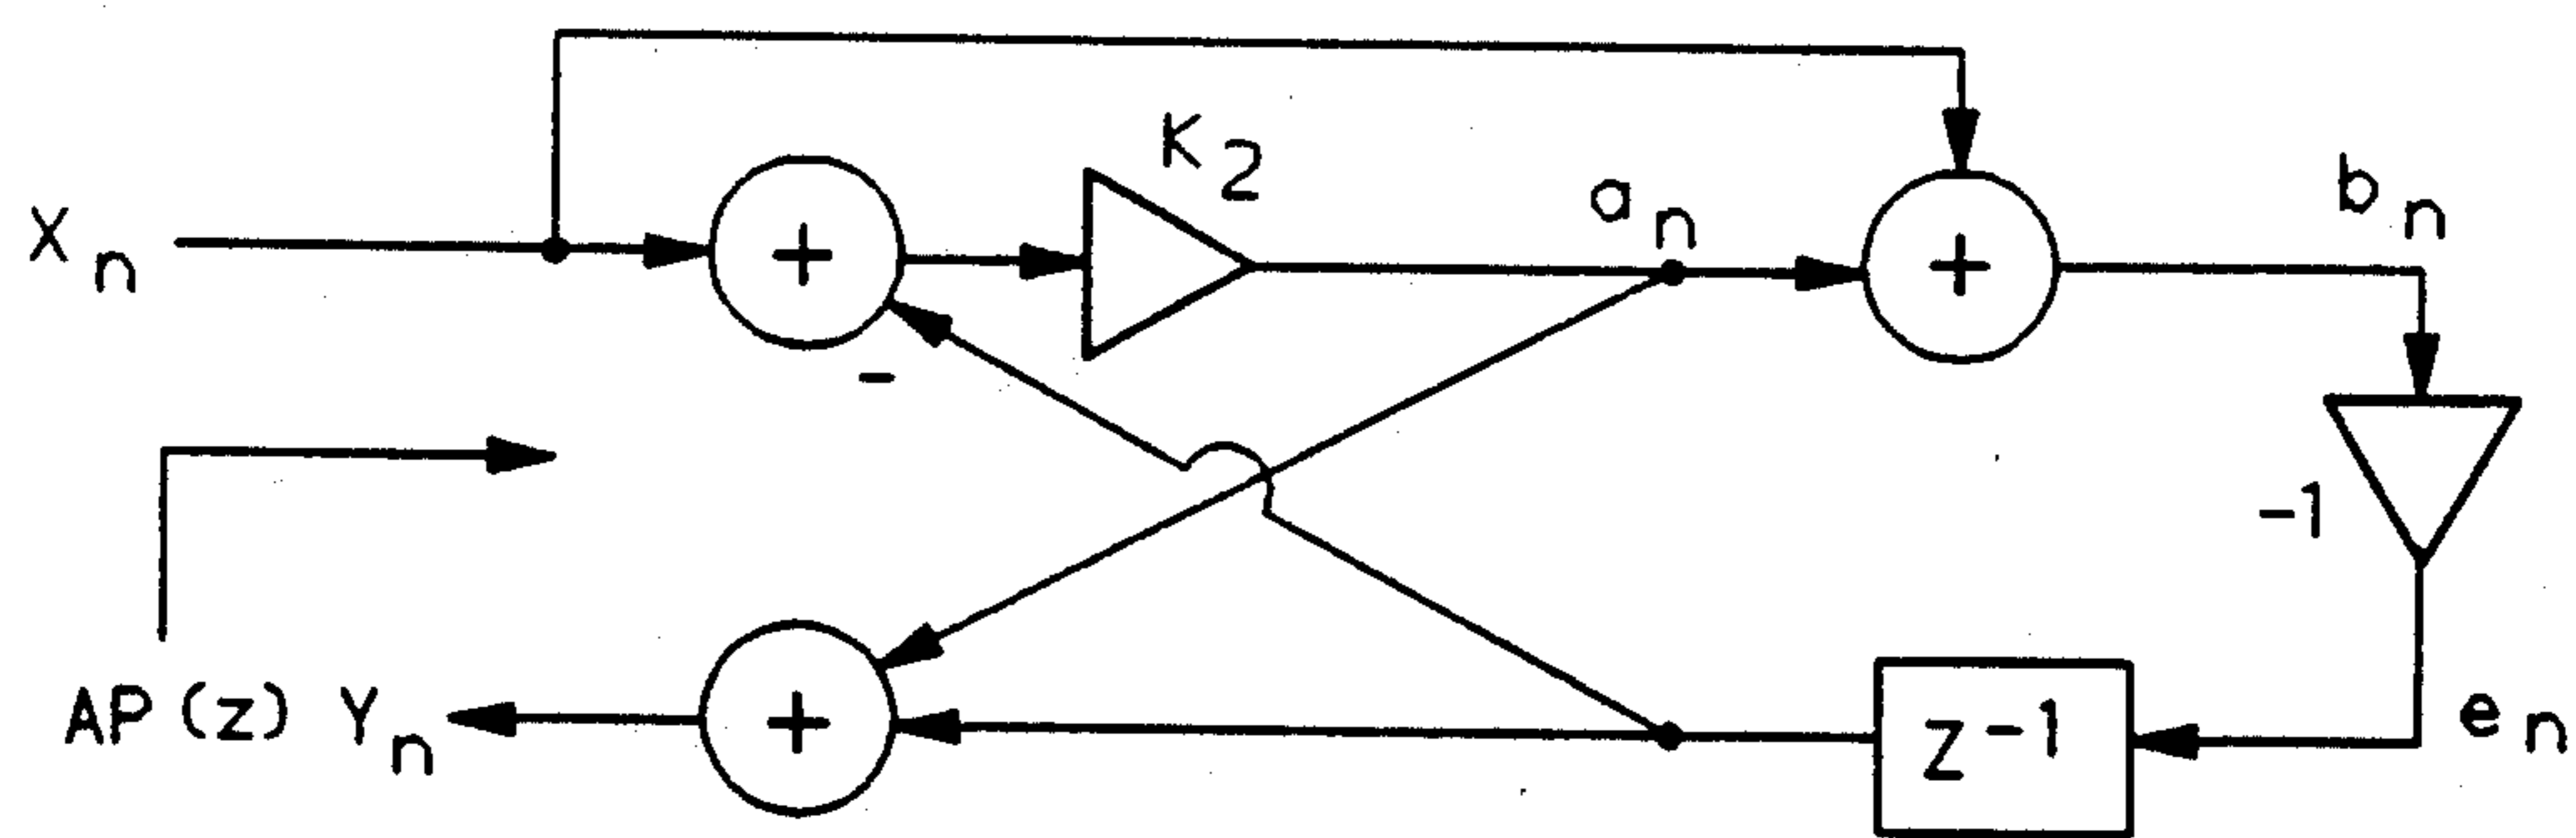 K2
Xn
+
an
+
bn
-
-1
AP(z) Yn
+
Z-1
en